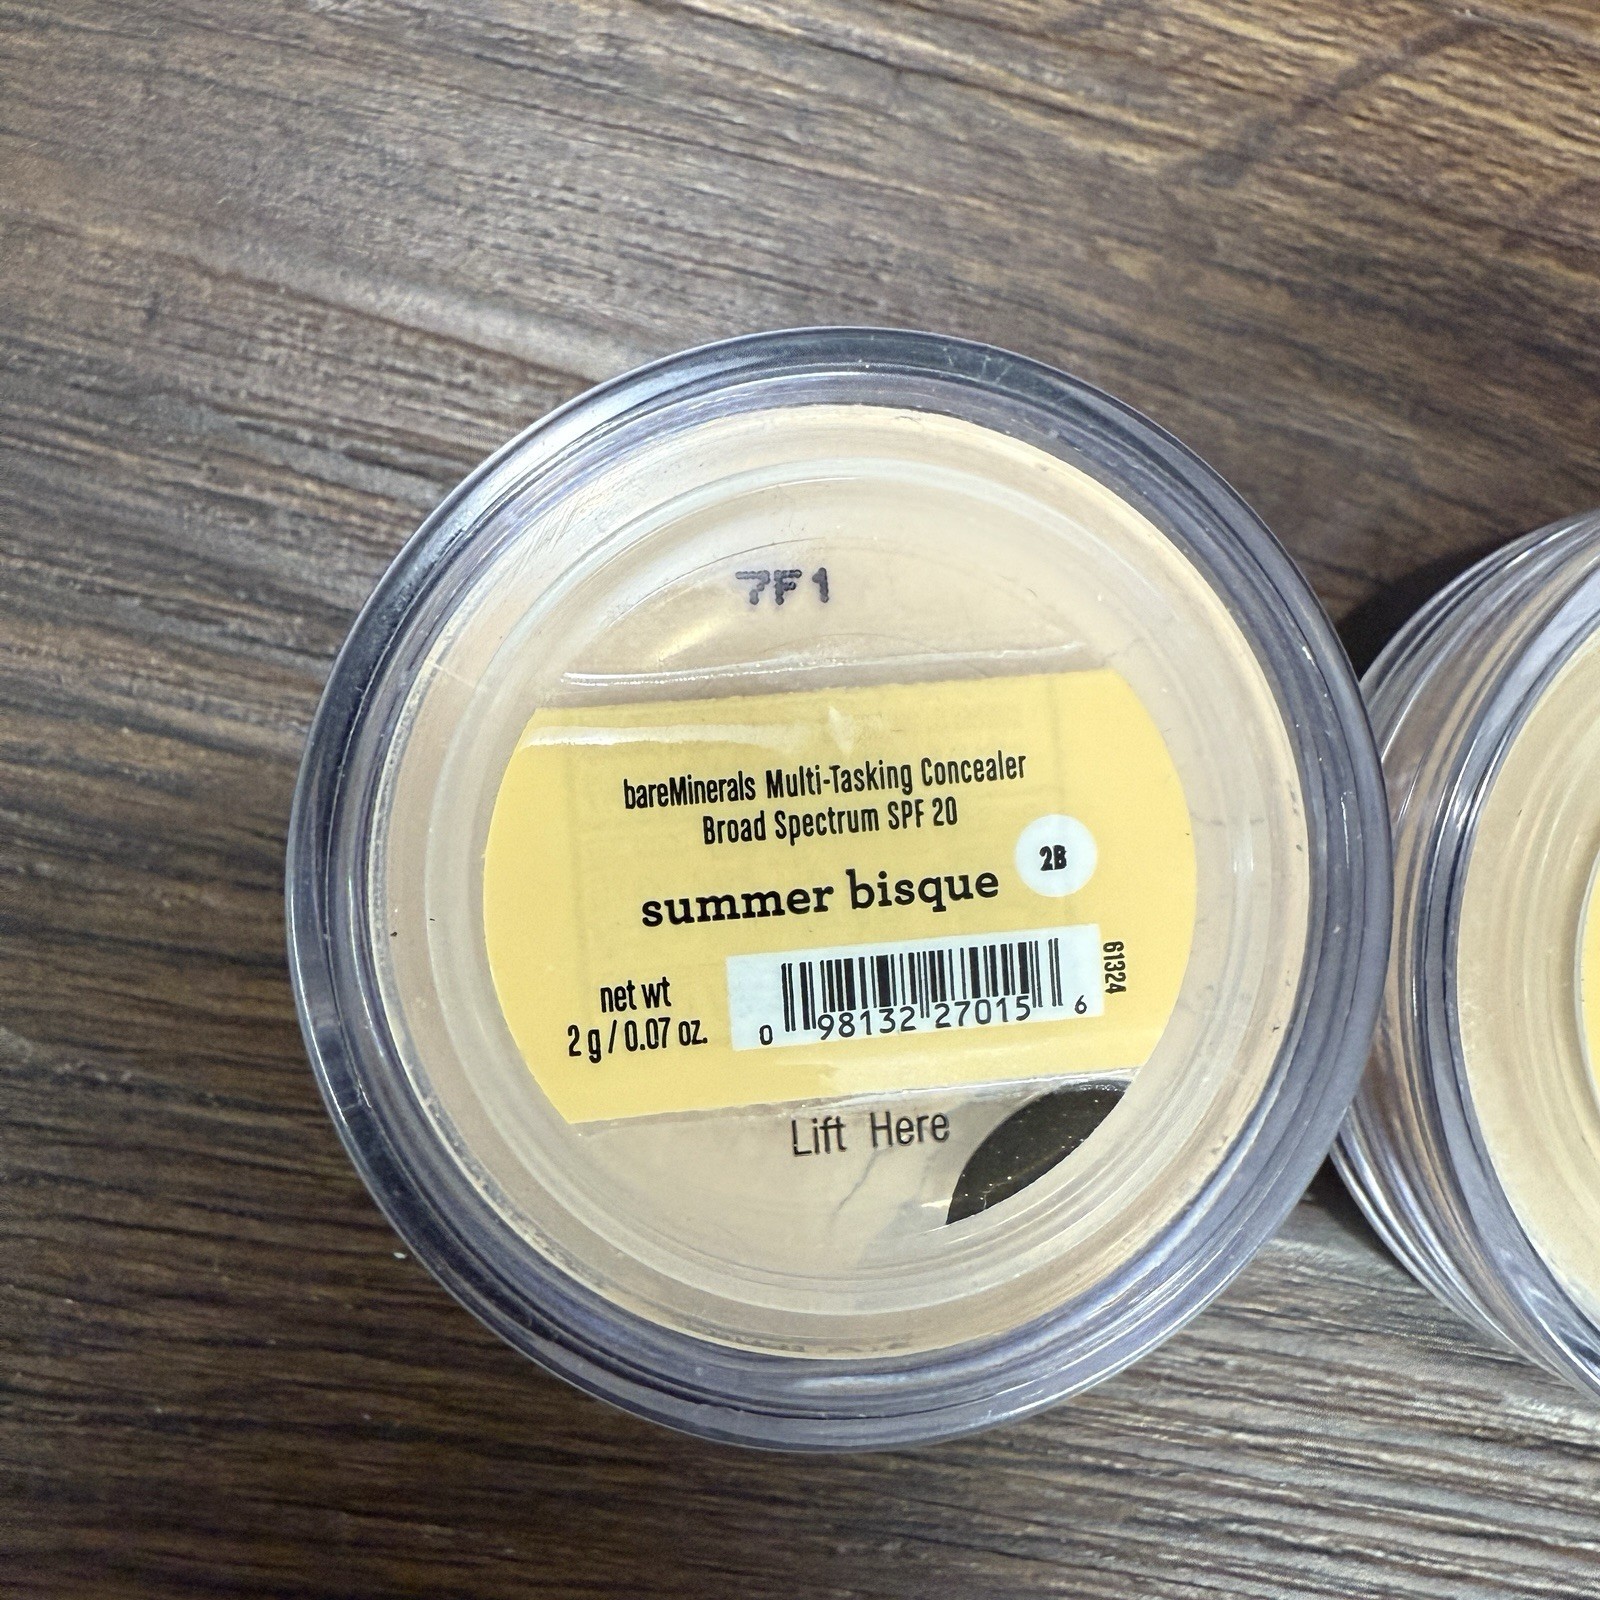 7F1
bareMinerals Multi-Tasking Concealer
Broad Spectrum SPF 20
summer bisque
2B
net wt
2 g / 0.07 oz.
0 98132 27015 6
61324
Lift Here